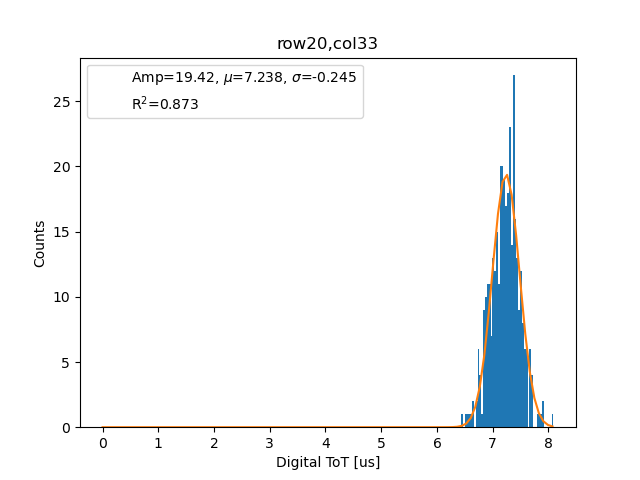 row20,col33
Amp=19.42, μ=7.238, σ=-0.245
R²=0.873
Counts
25
20
15
10
5
0
0 1 2 3 4 5 6 7 8
Digital ToT [us]